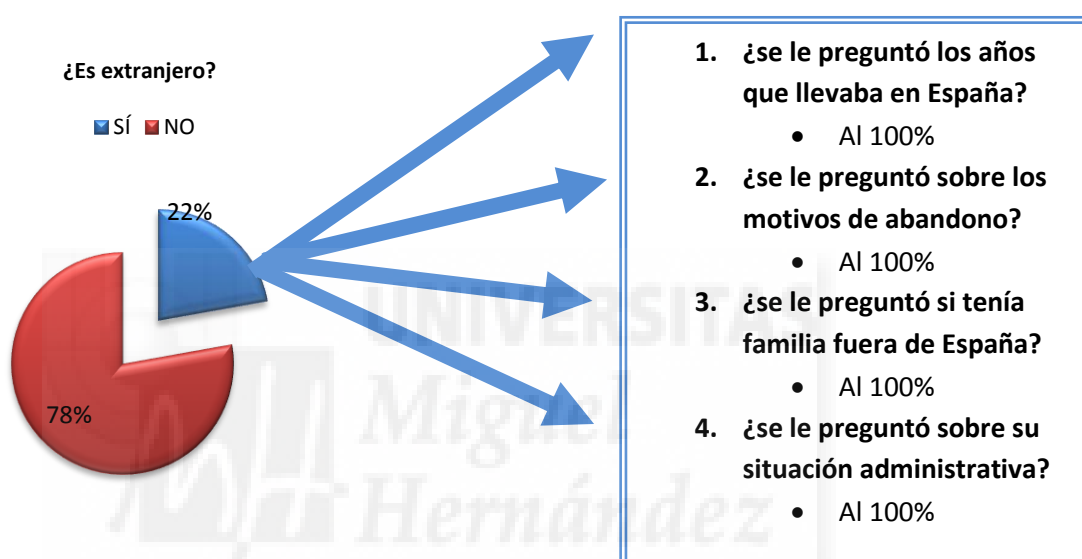 ¿Es extranjero?
SÍ NO
22%
78%
1. ¿se le preguntó los años
que llevaba en España?
• Al 100%
2. ¿se le preguntó sobre los
motivos de abandono?
• Al 100%
3. ¿se le preguntó si tenía
familia fuera de España?
• Al 100%
4. ¿se le preguntó sobre su
situación administrativa?
• Al 100%
UNIVERSITAS
Miguel
Hernández